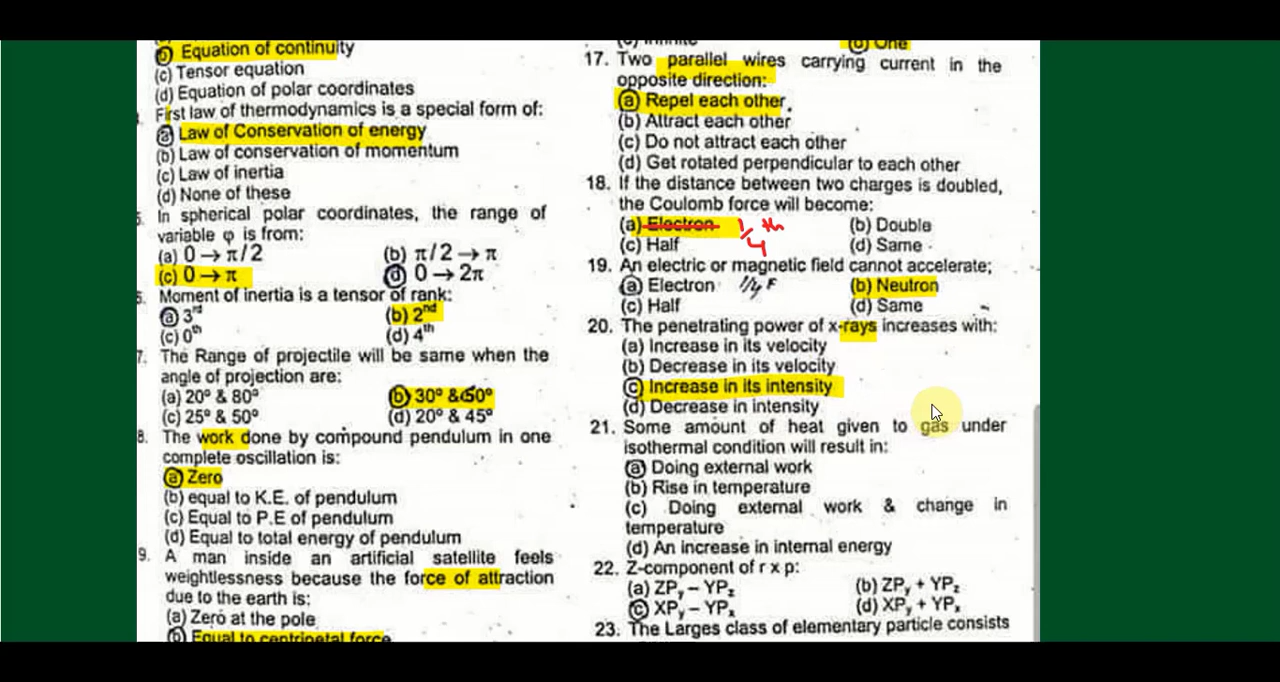 (b) Equation of continuity
(c) Tensor equation
(d) Equation of polar coordinates
First law of thermodynamics is a special form of:
(a) Law of Conservation of energy
(b) Law of conservation of momentum
(c) Law of inertia
(d) None of these
In spherical polar coordinates, the range of
variable φ is from:
(a) 0 → π/2 (b) π/2 → π
(c) 0 → π (d) 0 → 2π
Moment of inertia is a tensor of rank:
(a) 3rd (b) 2nd
(c) 0th (d) 4th
7. The Range of projectile will be same when the
angle of projection are:
(a) 20° & 80° (b) 30° & 60°
(c) 25° & 50° (d) 20° & 45°
8. The work done by compound pendulum in one
complete oscillation is:
(a) Zero
(b) equal to K.E. of pendulum
(c) Equal to P.E of pendulum
(d) Equal to total energy of pendulum
9. A man inside an artificial satellite feels
weightlessness because the force of attraction
due to the earth is:
(a) Zero at the pole
(b) Equal to centripetal force
(c) Infinite (d) One
17. Two parallel wires carrying current in the
opposite direction:
(a) Repel each other.
(b) Attract each other
(c) Do not attract each other
(d) Get rotated perpendicular to each other
18. If the distance between two charges is doubled,
the Coulomb force will become:
(a) Electron 1/4 th (b) Double
(c) Half (d) Same
19. An electric or magnetic field cannot accelerate;
(a) Electron 1/4 F (b) Neutron
(c) Half (d) Same
20. The penetrating power of x-rays increases with:
(a) Increase in its velocity
(b) Decrease in its velocity
(c) Increase in its intensity
(d) Decrease in intensity
21. Some amount of heat given to gas under
isothermal condition will result in:
(a) Doing external work
(b) Rise in temperature
(c) Doing external work & change in
temperature
(d) An increase in internal energy
22. Z-component of r x p:
(a) ZPy – YPz (b) ZPy + YPz
(c) XPy – YPx (d) XPy + YPx
23. The Larges class of elementary particle consists